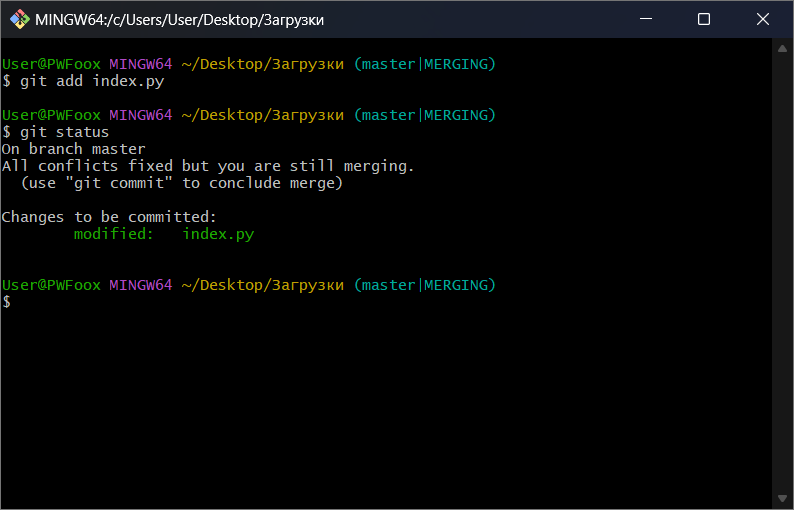 MINGW64:/c/Users/User/Desktop/Загрузки
User@PWFoox MINGW64 ~/Desktop/Загрузки (master|MERGING)
$ git add index.py
User@PWFoox MINGW64 ~/Desktop/Загрузки (master|MERGING)
$ git status
On branch master
All conflicts fixed but you are still merging.
  (use "git commit" to conclude merge)
Changes to be committed:
        modified:   index.py
User@PWFoox MINGW64 ~/Desktop/Загрузки (master|MERGING)
$